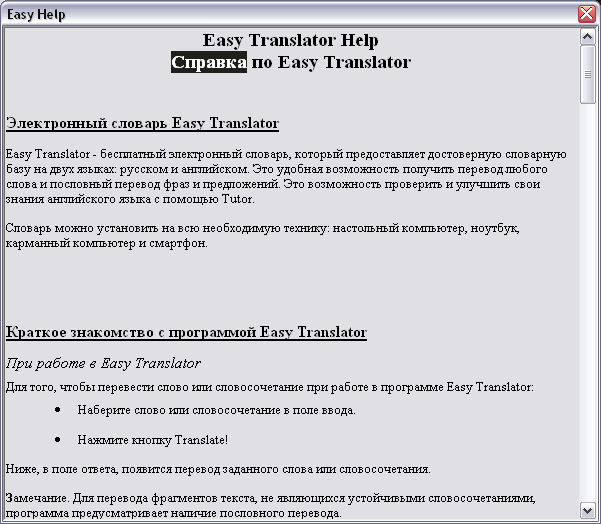 Easy Help
Easy Translator Help
Справка по Easy Translator
Электронный словарь Easy Translator
Easy Translator - бесплатный электронный словарь, который предоставляет достоверную словарную
базу на двух языках: русском и английском. Это удобная возможность получить перевод любого
слова и пословный перевод фраз и предложений. Это возможность проверить и улучшить свои
знания английского языка с помощью Tutor.
Словарь можно установить на всю необходимую технику: настольный компьютер, ноутбук,
карманный компьютер и смартфон.
Краткое знакомство с программой Easy Translator
При работе в Easy Translator
Для того, чтобы перевести слово или словосочетание при работе в программе Easy Translator:
• Наберите слово или словосочетание в поле ввода.
• Нажмите кнопку Translate!
Ниже, в поле ответа, появится перевод заданного слова или словосочетания.
Замечание. Для перевода фрагментов текста, не являющихся устойчивыми словосочетаниями,
программа предусматривает наличие пословного перевода.